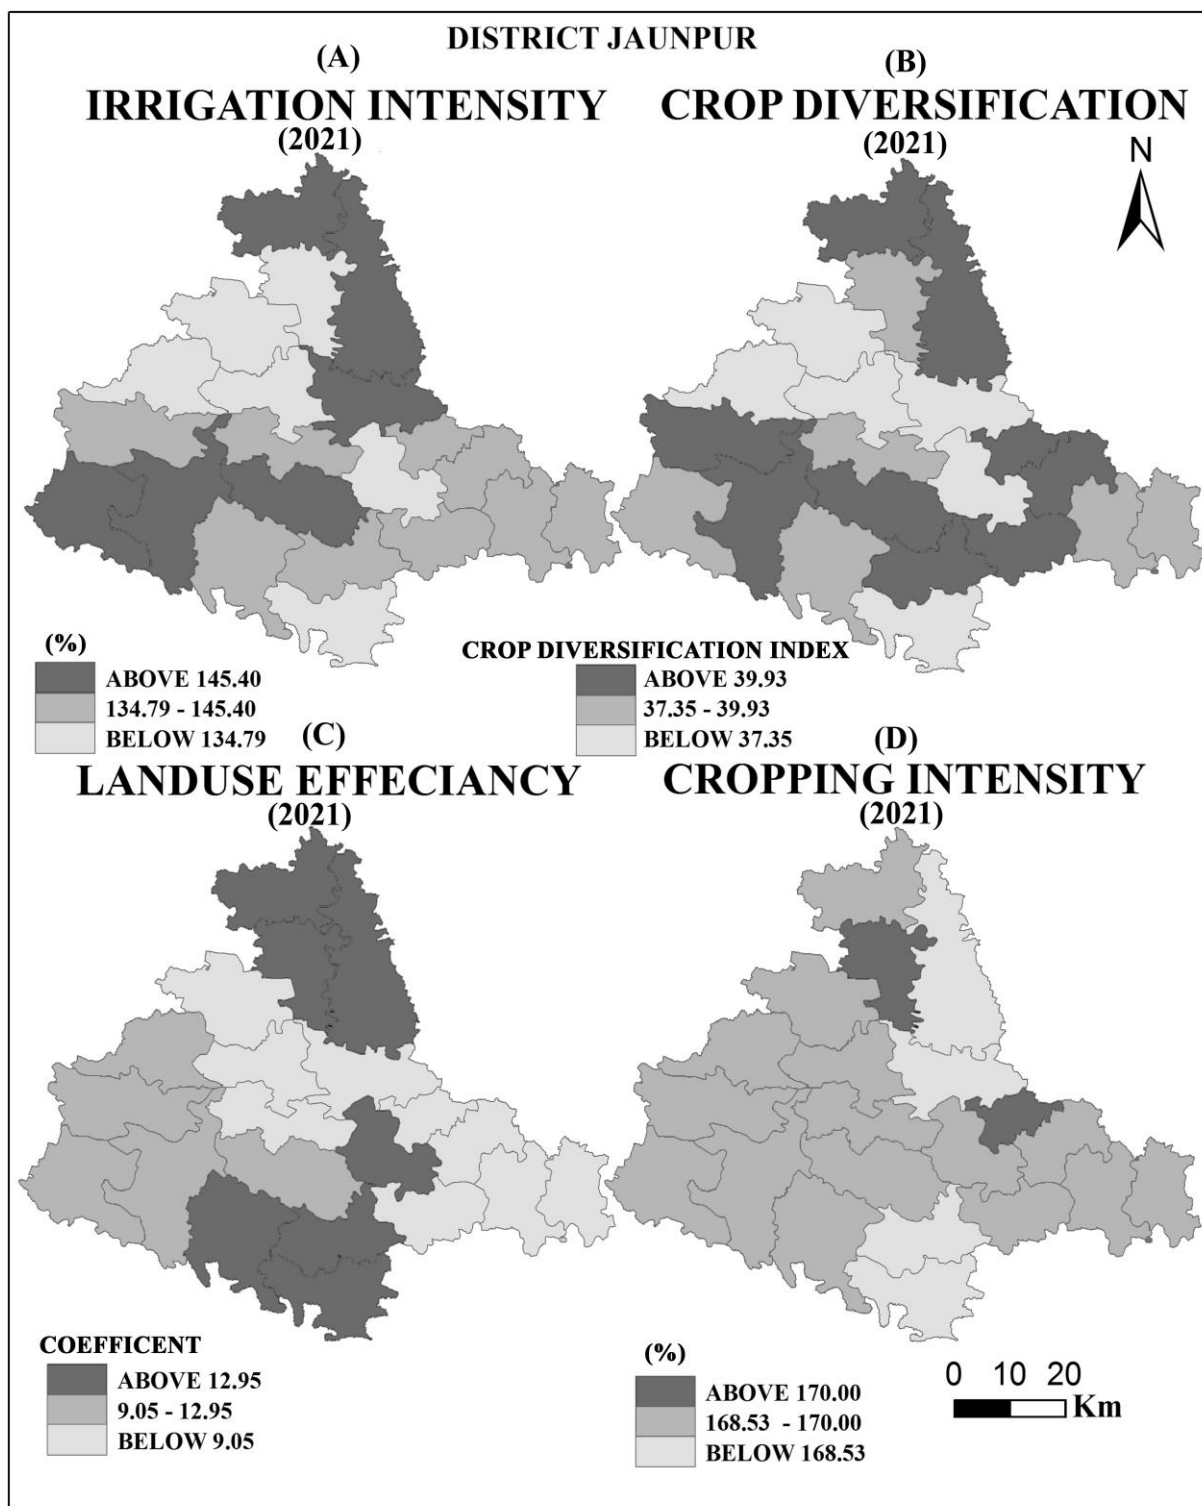 DISTRICT JAUNPUR
(A)
IRRIGATION INTENSITY
(2021)
(B)
CROP DIVERSIFICATION
(2021)
N
(%)
ABOVE 145.40
134.79 - 145.40
BELOW 134.79
CROP DIVERSIFICATION INDEX
ABOVE 39.93
37.35 - 39.93
BELOW 37.35
(C)
LANDUSE EFFECIANCY
(2021)
(D)
CROPPING INTENSITY
(2021)
COEFFICENT
ABOVE 12.95
9.05 - 12.95
BELOW 9.05
(%)
ABOVE 170.00
168.53 - 170.00
BELOW 168.53
0 10 20
Km